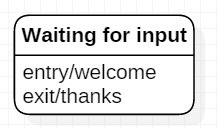 Waiting for input
entry/welcome
exit/thanks